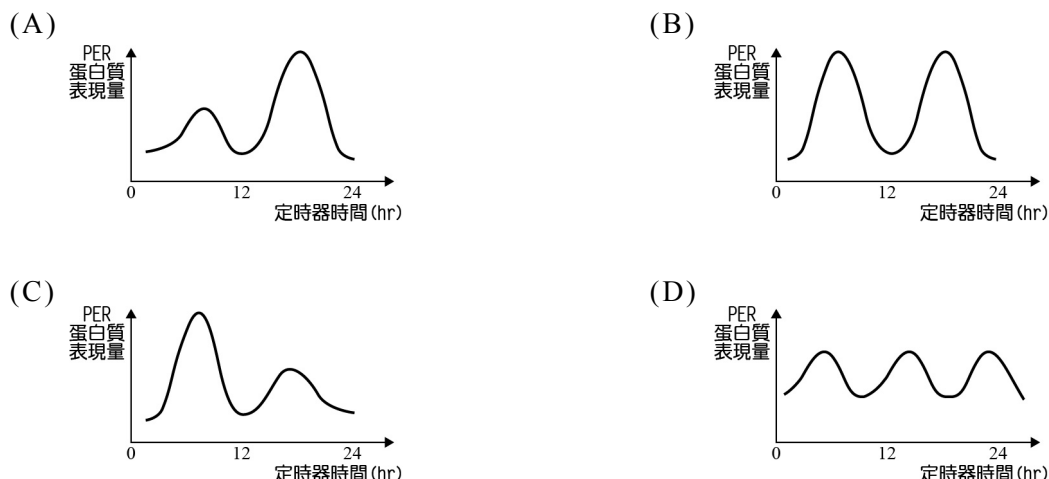 (A)
PER
蛋白質
表現量
0 12 24
定時器時間(hr)
(B)
PER
蛋白質
表現量
0 12 24
定時器時間(hr)
(C)
PER
蛋白質
表現量
0 12 24
定時器時間(hr)
(D)
PER
蛋白質
表現量
0 12 24
定時器時間(hr)